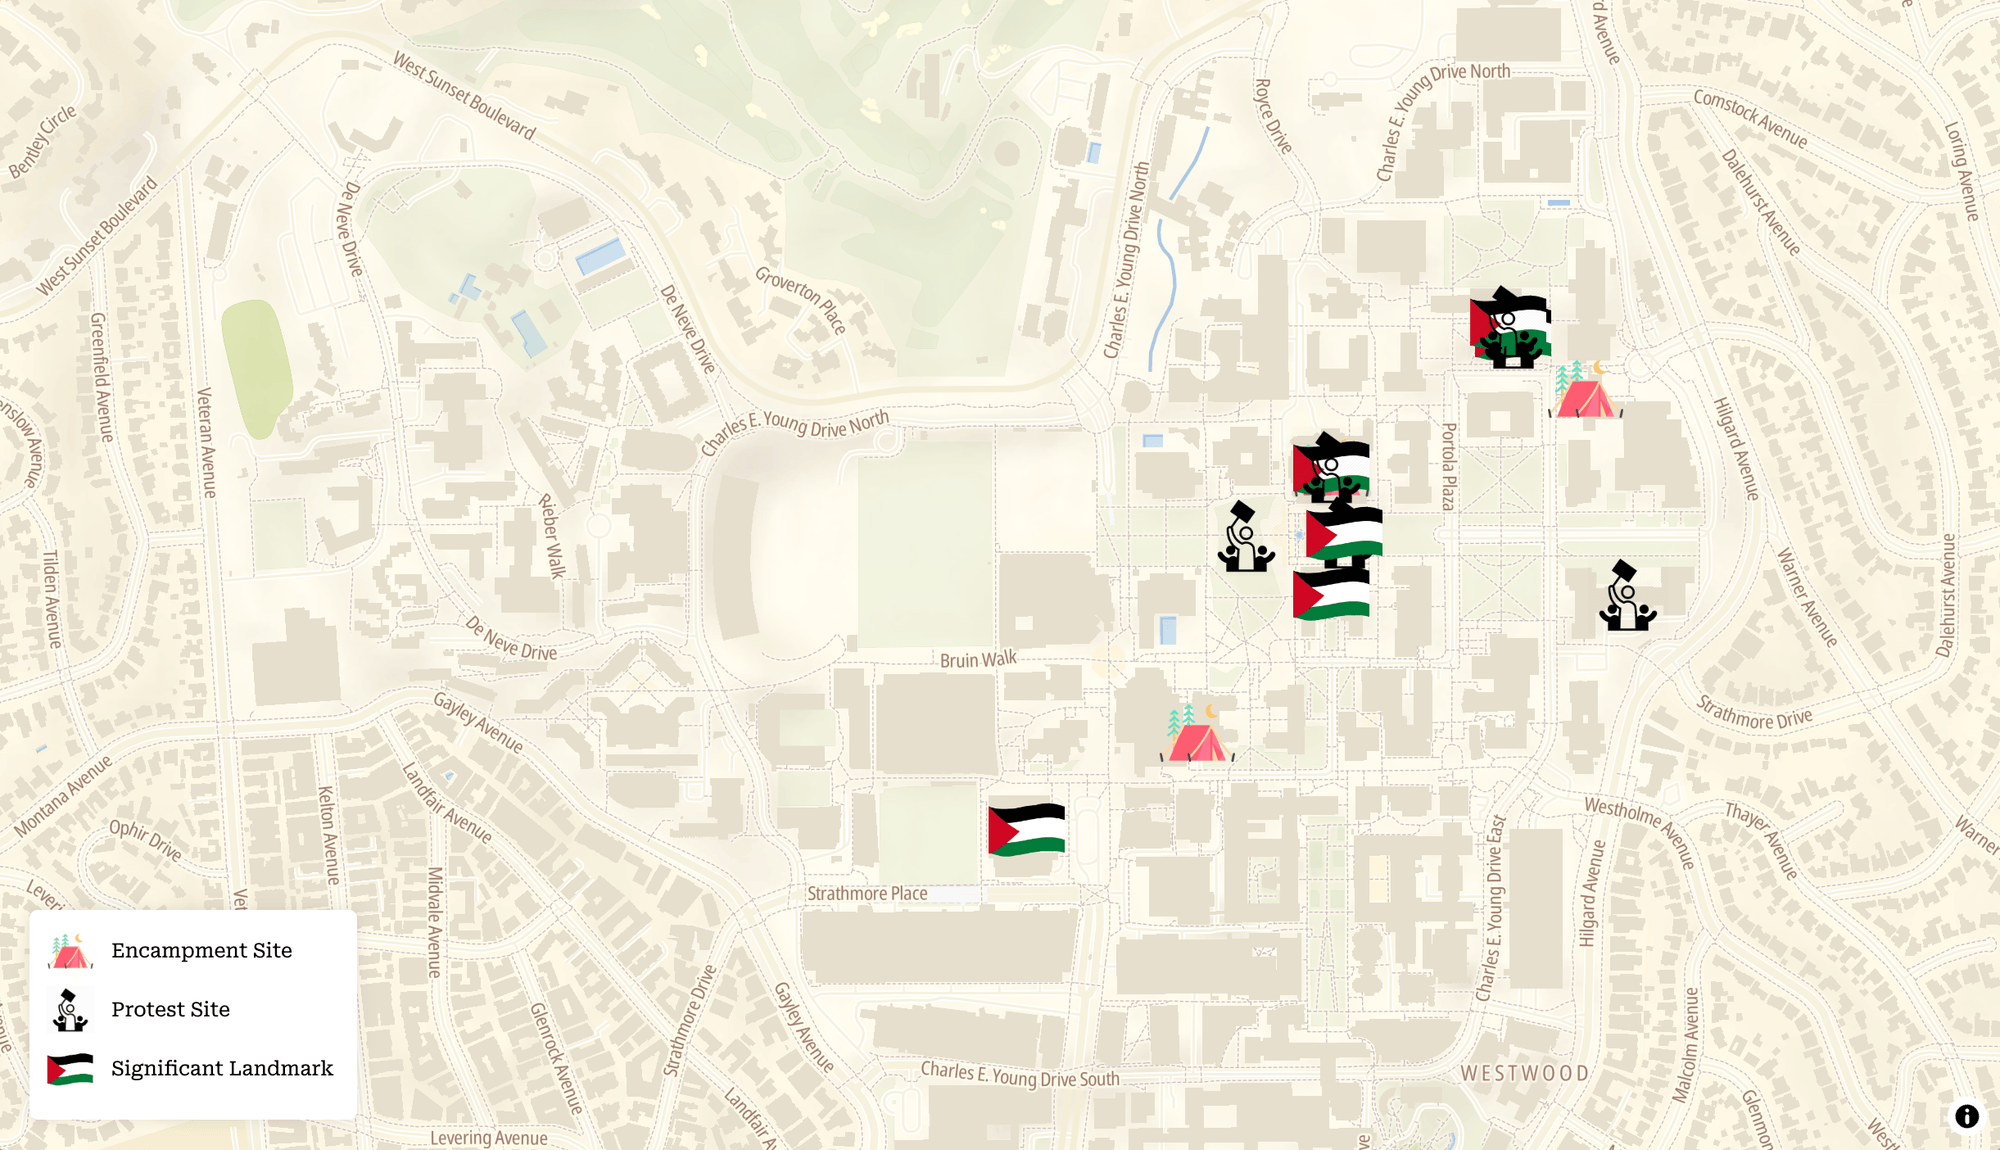 West Sunset Boulevard
Royce Drive
Charles E. Young Drive North
Comstock Avenue
Loring Avenue
Bentley Circle
Dalehurst Avenue
De Neve Drive
West Sunset Boulevard
Charles E. Young Drive North
Groverton Place
De Neve Drive
Greenfield Avenue
Veteran Avenue
Charles E. Young Drive North
Portola Plaza
Hilgard Avenue
Rieber Walk
Tilden Avenue
Warner Avenue
Dalehurst Avenue
De Neve Drive
Bruin Walk
Gayley Avenue
Strathmore Drive
Montana Avenue
Landfair Avenue
Kelton Avenue
Ophir Drive
Westholme Avenue
Thayer Avenue
Warner
Midvale Avenue
Strathmore Place
Charles E. Young Drive East
Hilgard Avenue
Encampment Site
Protest Site
Significant Landmark
Glenrock Avenue
Strathmore Drive
Gayley Avenue
Malcolm Avenue
Charles E. Young Drive South
WESTWOOD
Landfair A
Levering Avenue